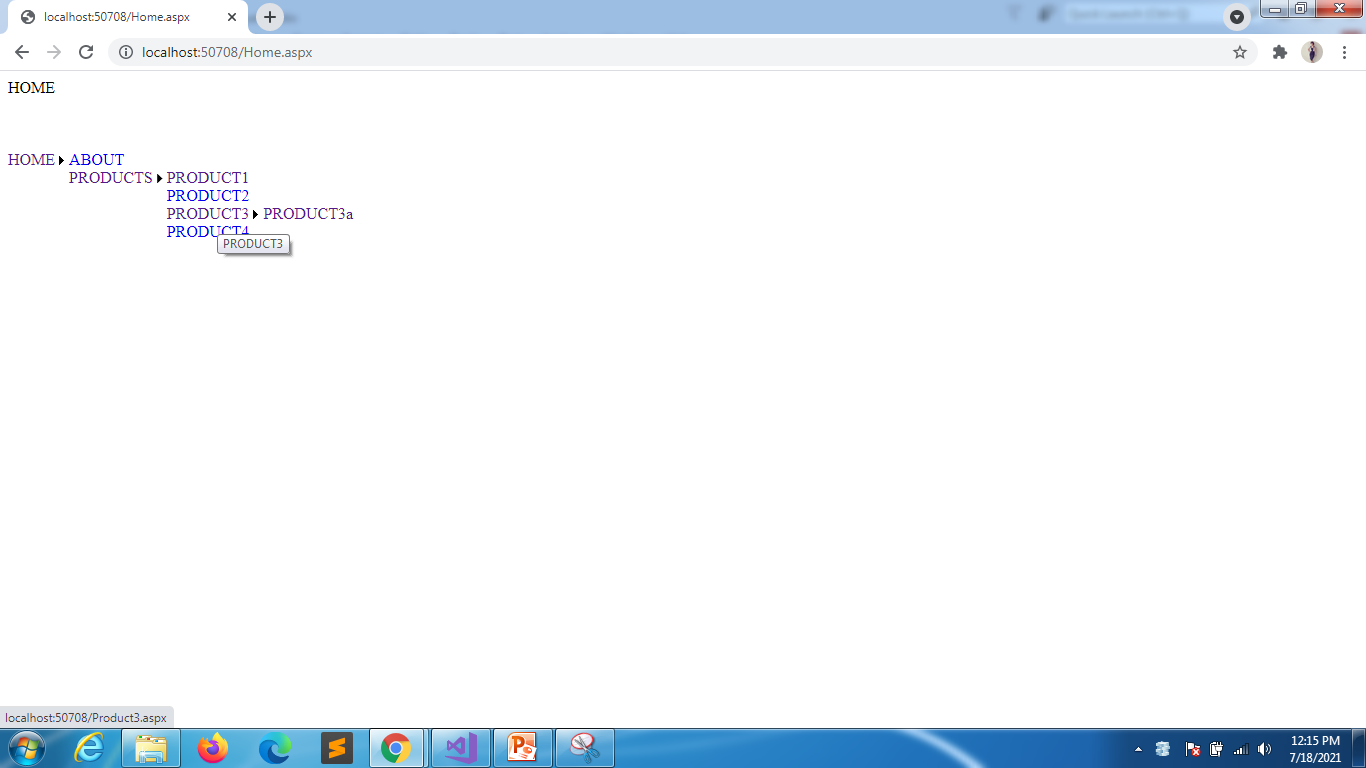 localhost:50708/Home.aspx
localhost:50708/Home.aspx
HOME
HOME ABOUT
PRODUCTS PRODUCT1
PRODUCT2
PRODUCT3 PRODUCT3a
PRODUCT4
PRODUCT3
localhost:50708/Product3.aspx
12:15 PM
7/18/2021